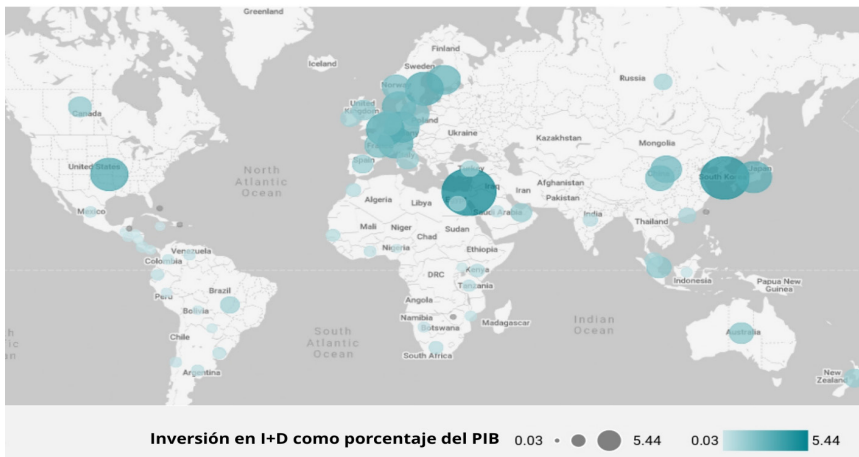 Greenland
Iceland
Finland
Sweden
Norway
Russia
United
Kingdom
Canada
Ukraine
Kazakhstan
Mongolia
United States
Spain
North
Atlantic
Ocean
Turkey
Iraq
Iran
Afghanistan
Pakistan
South Korea
Japan
Algeria
Libya
Saudi Arabia
Mexico
India
Thailand
Mali
Niger
Chad
Sudan
Venezuela
Colombia
Nigeria
Ethiopia
DRC
Kenya
Tanzania
Indonesia
Papua New
Guinea
Peru
Brazil
Bolivia
Angola
Namibia
Botswana
Madagascar
South
Atlantic
Ocean
Indian
Ocean
Chile
Argentina
South Africa
Australia
New
Zealand
Inversión en I+D como porcentaje del PIB 0.03 5.44 0.03 5.44